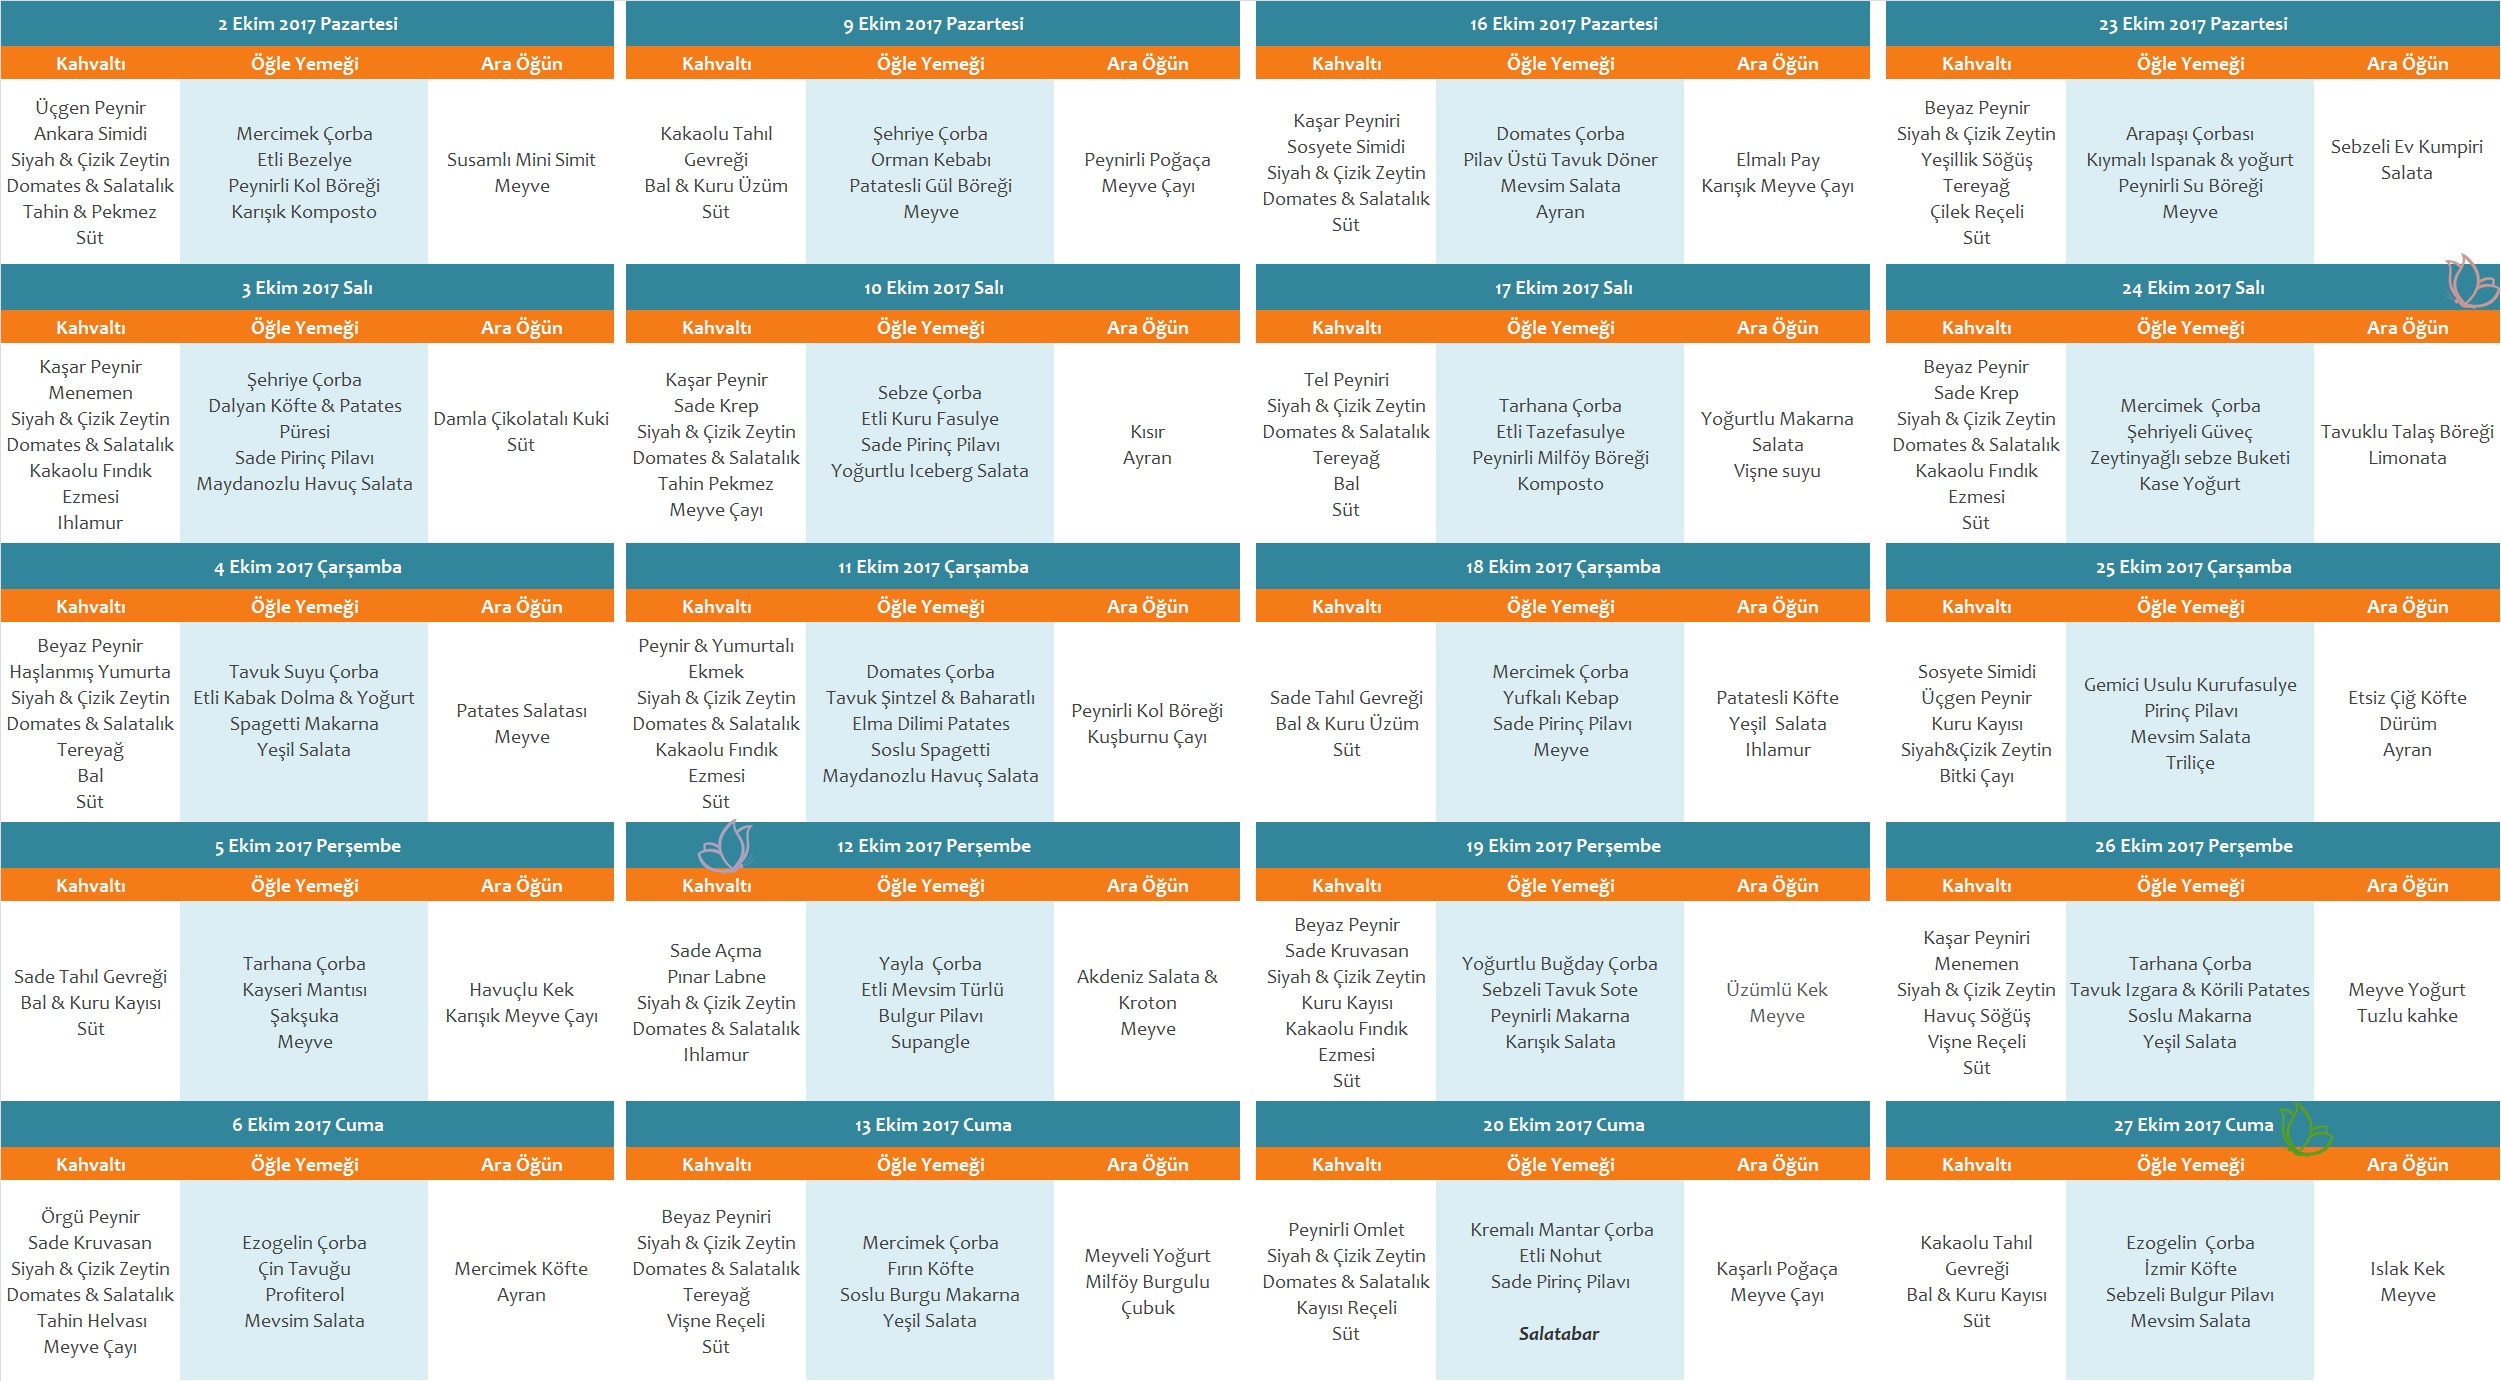 2 Ekim 2017 Pazartesi
Kahvaltı
Öğle Yemeği
Ara Öğün
Üçgen Peynir
Ankara Simidi
Siyah & Çizik Zeytin
Domates & Salatalık
Tahin & Pekmez
Süt
Mercimek Çorba
Etli Bezelye
Peynirli Kol Böreği
Karışık Komposto
Susamlı Mini Simit
Meyve
9 Ekim 2017 Pazartesi
Kahvaltı
Öğle Yemeği
Ara Öğün
Kakaolu Tahıl
Gevreği
Bal & Kuru Üzüm
Süt
Şehriye Çorba
Orman Kebabı
Patatesli Gül Böreği
Meyve
Peynirli Poğaça
Meyve Çayı
16 Ekim 2017 Pazartesi
Kahvaltı
Öğle Yemeği
Ara Öğün
Kaşar Peyniri
Sosyete Simidi
Siyah & Çizik Zeytin
Domates & Salatalık
Süt
Domates Çorba
Pilav Üstü Tavuk Döner
Mevsim Salata
Ayran
Elmalı Pay
Karışık Meyve Çayı
23 Ekim 2017 Pazartesi
Kahvaltı
Öğle Yemeği
Ara Öğün
Beyaz Peynir
Siyah & Çizik Zeytin
Yeşillik Söğüş
Tereyağ
Çilek Reçeli
Süt
Arapaşı Çorbası
Kıymalı Ispanak & yoğurt
Peynirli Su Böreği
Meyve
Sebzeli Ev Kumpiri
Salata
3 Ekim 2017 Salı
Kahvaltı
Öğle Yemeği
Ara Öğün
Kaşar Peynir
Menemen
Siyah & Çizik Zeytin
Domates & Salatalık
Kakaolu Fındık
Ezmesi
Ihlamur
Şehriye Çorba
Dalyan Köfte & Patates
Püresi
Sade Pirinç Pilavı
Maydanozlu Havuç Salata
Damla Çikolatalı Kuki
Süt
10 Ekim 2017 Salı
Kahvaltı
Öğle Yemeği
Ara Öğün
Kaşar Peynir
Sade Krep
Siyah & Çizik Zeytin
Domates & Salatalık
Tahin Pekmez
Meyve Çayı
Sebze Çorba
Etli Kuru Fasulye
Sade Pirinç Pilavı
Yoğurtlu Iceberg Salata
Kısır
Ayran
17 Ekim 2017 Salı
Kahvaltı
Öğle Yemeği
Ara Öğün
Tel Peyniri
Siyah & Çizik Zeytin
Domates & Salatalık
Tereyağ
Bal
Süt
Tarhana Çorba
Etli Tazefasulye
Peynirli Milföy Böreği
Komposto
Yoğurtlu Makarna
Salata
Vişne suyu
24 Ekim 2017 Salı
Kahvaltı
Öğle Yemeği
Ara Öğün
Beyaz Peynir
Sade Krep
Siyah & Çizik Zeytin
Domates & Salatalık
Kakaolu Fındık
Ezmesi
Süt
Mercimek  Çorba
Şehriyeli Güveç
Zeytinyağlı sebze Buketi
Kase Yoğurt
Tavuklu Talaş Böreği
Limonata
4 Ekim 2017 Çarşamba
Kahvaltı
Öğle Yemeği
Ara Öğün
Beyaz Peynir
Haşlanmış Yumurta
Siyah & Çizik Zeytin
Domates & Salatalık
Tereyağ
Bal
Süt
Tavuk Suyu Çorba
Etli Kabak Dolma & Yoğurt
Spagetti Makarna
Yeşil Salata
Patates Salatası
Meyve
11 Ekim 2017 Çarşamba
Kahvaltı
Öğle Yemeği
Ara Öğün
Peynir & Yumurtalı
Ekmek
Siyah & Çizik Zeytin
Domates & Salatalık
Kakaolu Fındık
Ezmesi
Süt
Domates Çorba
Tavuk Şintzel & Baharatlı
Elma Dilimi Patates
Soslu Spagetti
Maydanozlu Havuç Salata
Peynirli Kol Böreği
Kuşburnu Çayı
18 Ekim 2017 Çarşamba
Kahvaltı
Öğle Yemeği
Ara Öğün
Sade Tahıl Gevreği
Bal & Kuru Üzüm
Süt
Mercimek Çorba
Yufkalı Kebap
Sade Pirinç Pilavı
Meyve
Patatesli Köfte
Yeşil  Salata
Ihlamur
25 Ekim 2017 Çarşamba
Kahvaltı
Öğle Yemeği
Ara Öğün
Sosyete Simidi
Üçgen Peynir
Kuru Kayısı
Siyah&Çizik Zeytin
Bitki Çayı
Gemici Usulu Kurufasulye
Pirinç Pilavı
Mevsim Salata
Triliçe
Etsiz Çiğ Köfte
Dürüm
Ayran
5 Ekim 2017 Perşembe
Kahvaltı
Öğle Yemeği
Ara Öğün
Sade Tahıl Gevreği
Bal & Kuru Kayısı
Süt
Tarhana Çorba
Kayseri Mantısı
Şakşuka
Meyve
Havuçlu Kek
Karışık Meyve Çayı
12 Ekim 2017 Perşembe
Kahvaltı
Öğle Yemeği
Ara Öğün
Sade Açma
Pınar Labne
Siyah & Çizik Zeytin
Domates & Salatalık
Ihlamur
Yayla  Çorba
Etli Mevsim Türlü
Bulgur Pilavı
Supangle
Akdeniz Salata &
Kroton
Meyve
19 Ekim 2017 Perşembe
Kahvaltı
Öğle Yemeği
Ara Öğün
Beyaz Peynir
Sade Kruvasan
Siyah & Çizik Zeytin
Kuru Kayısı
Kakaolu Fındık
Ezmesi
Süt
Yoğurtlu Buğday Çorba
Sebzeli Tavuk Sote
Peynirli Makarna
Karışık Salata
Üzümlü Kek
Meyve
26 Ekim 2017 Perşembe
Kahvaltı
Öğle Yemeği
Ara Öğün
Kaşar Peyniri
Menemen
Siyah & Çizik Zeytin
Havuç Söğüş
Vişne Reçeli
Süt
Tarhana Çorba
Tavuk Izgara & Körili Patates
Soslu Makarna
Yeşil Salata
Meyve Yoğurt
Tuzlu kahke
6 Ekim 2017 Cuma
Kahvaltı
Öğle Yemeği
Ara Öğün
Örgü Peynir
Sade Kruvasan
Siyah & Çizik Zeytin
Domates & Salatalık
Tahin Helvası
Meyve Çayı
Ezogelin Çorba
Çin Tavuğu
Profiterol
Mevsim Salata
Mercimek Köfte
Ayran
13 Ekim 2017 Cuma
Kahvaltı
Öğle Yemeği
Ara Öğün
Beyaz Peyniri
Siyah & Çizik Zeytin
Domates & Salatalık
Tereyağ
Vişne Reçeli
Süt
Mercimek Çorba
Fırın Köfte
Soslu Burgu Makarna
Yeşil Salata
Meyveli Yoğurt
Milföy Burgulu
Çubuk
20 Ekim 2017 Cuma
Kahvaltı
Öğle Yemeği
Ara Öğün
Peynirli Omlet
Siyah & Çizik Zeytin
Domates & Salatalık
Kayısı Reçeli
Süt
Kremalı Mantar Çorba
Etli Nohut
Sade Pirinç Pilavı
Salatabar
Kaşarlı Poğaça
Meyve Çayı
27 Ekim 2017 Cuma
Kahvaltı
Öğle Yemeği
Ara Öğün
Kakaolu Tahıl
Gevreği
Bal & Kuru Kayısı
Süt
Ezogelin  Çorba
İzmir Köfte
Sebzeli Bulgur Pilavı
Mevsim Salata
Islak Kek
Meyve